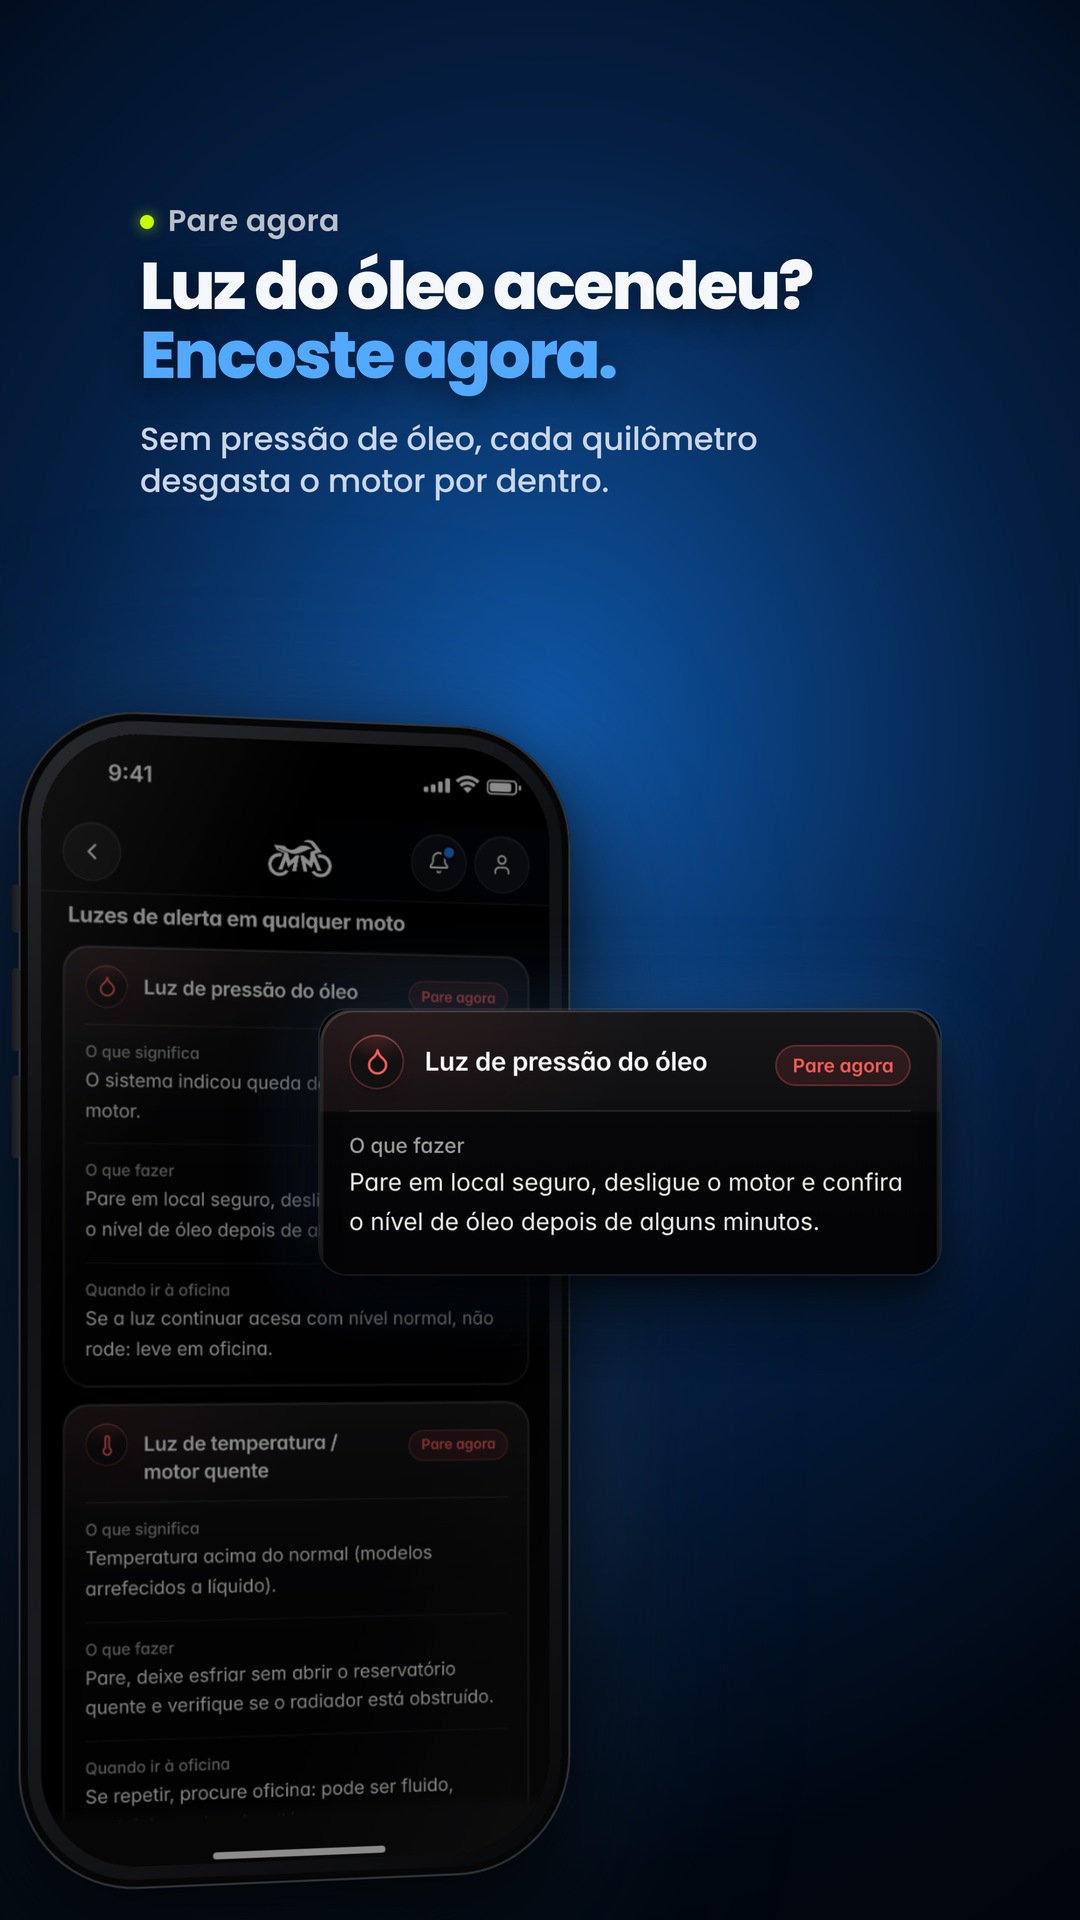 Pare agora
Luz do óleo acendeu?
Encoste agora.
Sem pressão de óleo, cada quilômetro
desgasta o motor por dentro.
9:41
MM
Luzes de alerta em qualquer moto
Luz de pressão do óleo
Pare agora
O que significa
O sistema indicou queda
motor.
O que fazer
Pare em local seguro,
o nível de óleo depois de
Quando ir à oficina
Se a luz continuar acesa com nível normal, não
rode: leve em oficina.
Luz de pressão do óleo
Pare agora
O que fazer
Pare em local seguro, desligue o motor e confira
o nível de óleo depois de alguns minutos.
Luz de temperatura /
motor quente
Pare agora
O que significa
Temperatura acima do normal (modelos
arrefecidos a líquido).
O que fazer
Pare, deixe esfriar sem abrir o reservatório
quente e verifique se o radiador está obstruído.
Quando ir à oficina
Se repetir, procure oficina: pode ser fluido,